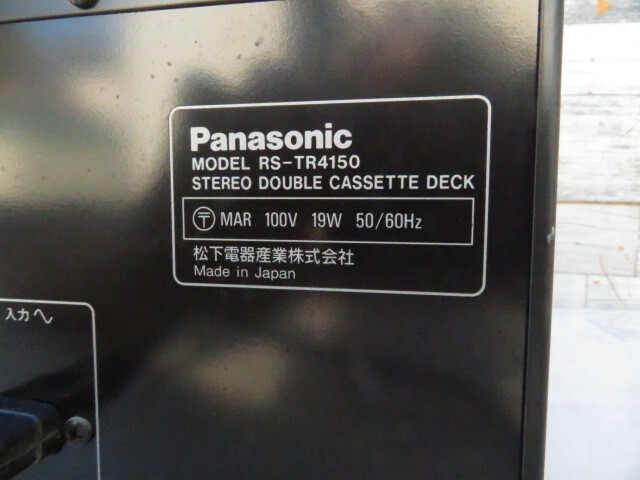 Panasonic
MODEL RS-TR4150
STEREO DOUBLE CASSETTE DECK
〒 MAR 100V 19W 50/60Hz
松下電器産業株式会社
Made in Japan
入力～